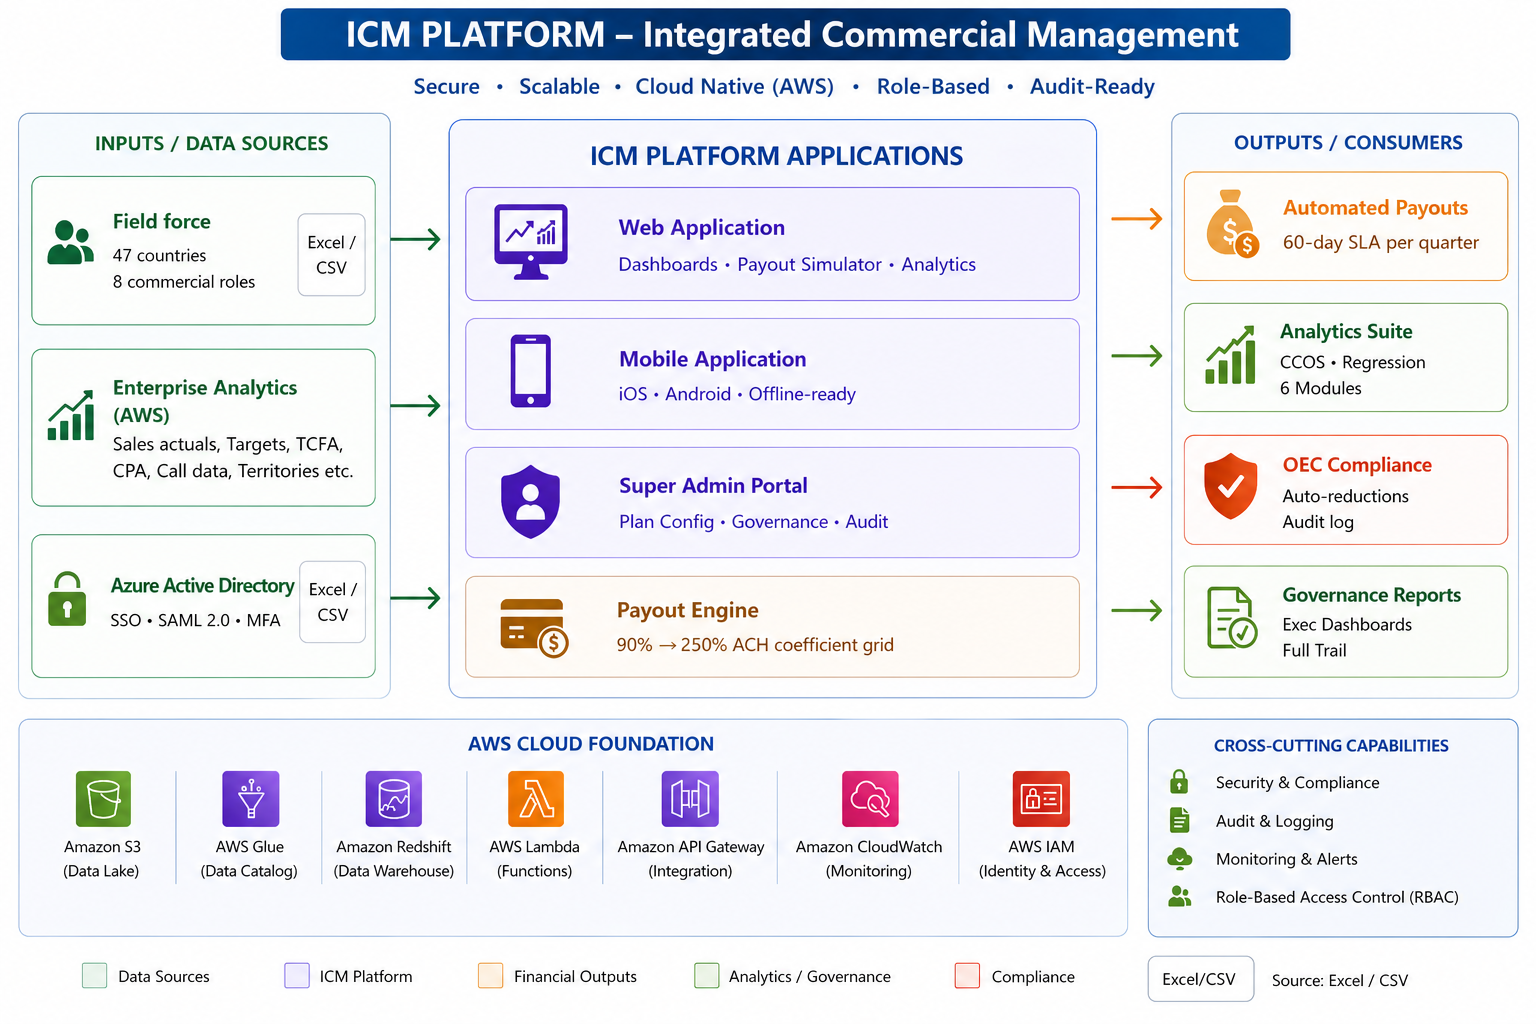 ICM PLATFORM – Integrated Commercial Management
Secure • Scalable • Cloud Native (AWS) • Role-Based • Audit-Ready
INPUTS / DATA SOURCES
Field force
47 countries
8 commercial roles
Excel /
CSV
Enterprise Analytics
(AWS)
Sales actuals, Targets, TCFA,
CPA, Call data, Territories etc.
Azure Active Directory
SSO • SAML 2.0 • MFA
Excel /
CSV
ICM PLATFORM APPLICATIONS
Web Application
Dashboards • Payout Simulator • Analytics
Mobile Application
iOS • Android • Offline-ready
Super Admin Portal
Plan Config • Governance • Audit
Payout Engine
90% → 250% ACH coefficient grid
OUTPUTS / CONSUMERS
Automated Payouts
60-day SLA per quarter
Analytics Suite
CCOS • Regression
6 Modules
OEC Compliance
Auto-reductions
Audit log
Governance Reports
Exec Dashboards
Full Trail
AWS CLOUD FOUNDATION
Amazon S3
(Data Lake)
AWS Glue
(Data Catalog)
Amazon Redshift
(Data Warehouse)
AWS Lambda
(Functions)
Amazon API Gateway
(Integration)
Amazon CloudWatch
(Monitoring)
AWS IAM
(Identity & Access)
CROSS-CUTTING CAPABILITIES
Security & Compliance
Audit & Logging
Monitoring & Alerts
Role-Based Access Control (RBAC)
Data Sources
ICM Platform
Financial Outputs
Analytics / Governance
Compliance
Excel/CSV
Source: Excel / CSV